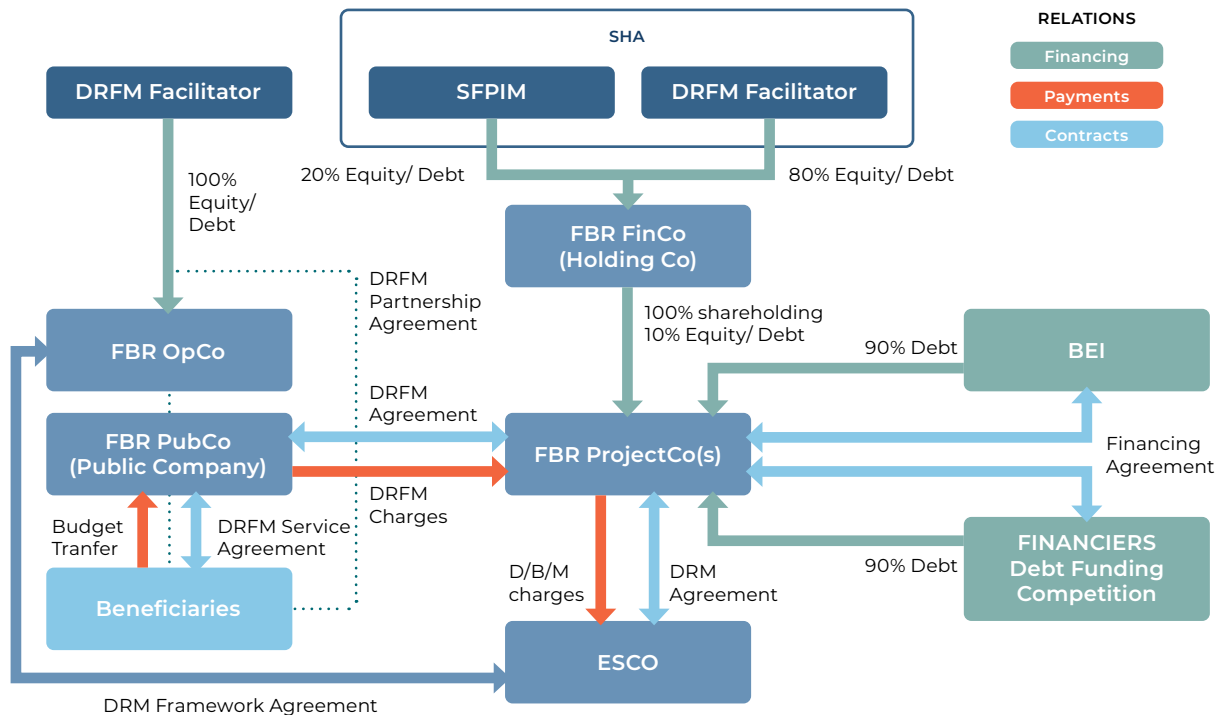 RELATIONS
Financing
Payments
Contracts
SHA
DRFM Facilitator
SFPIM
DRFM Facilitator
100%
Equity/
Debt
20% Equity/ Debt
80% Equity/ Debt
FBR FinCo
(Holding Co)
DRFM
Partnership
Agreement
100% shareholding
10% Equity/ Debt
FBR OpCo
90% Debt
BEI
DRFM
Agreement
FBR PubCo
(Public Company)
FBR ProjectCo(s)
Financing
Agreement
DRFM
Charges
Budget
Tranfer
DRFM Service
Agreement
90% Debt
FINANCIERS
Debt Funding
Competition
D/B/M
charges
DRM
Agreement
Beneficiaries
ESCO
DRM Framework Agreement